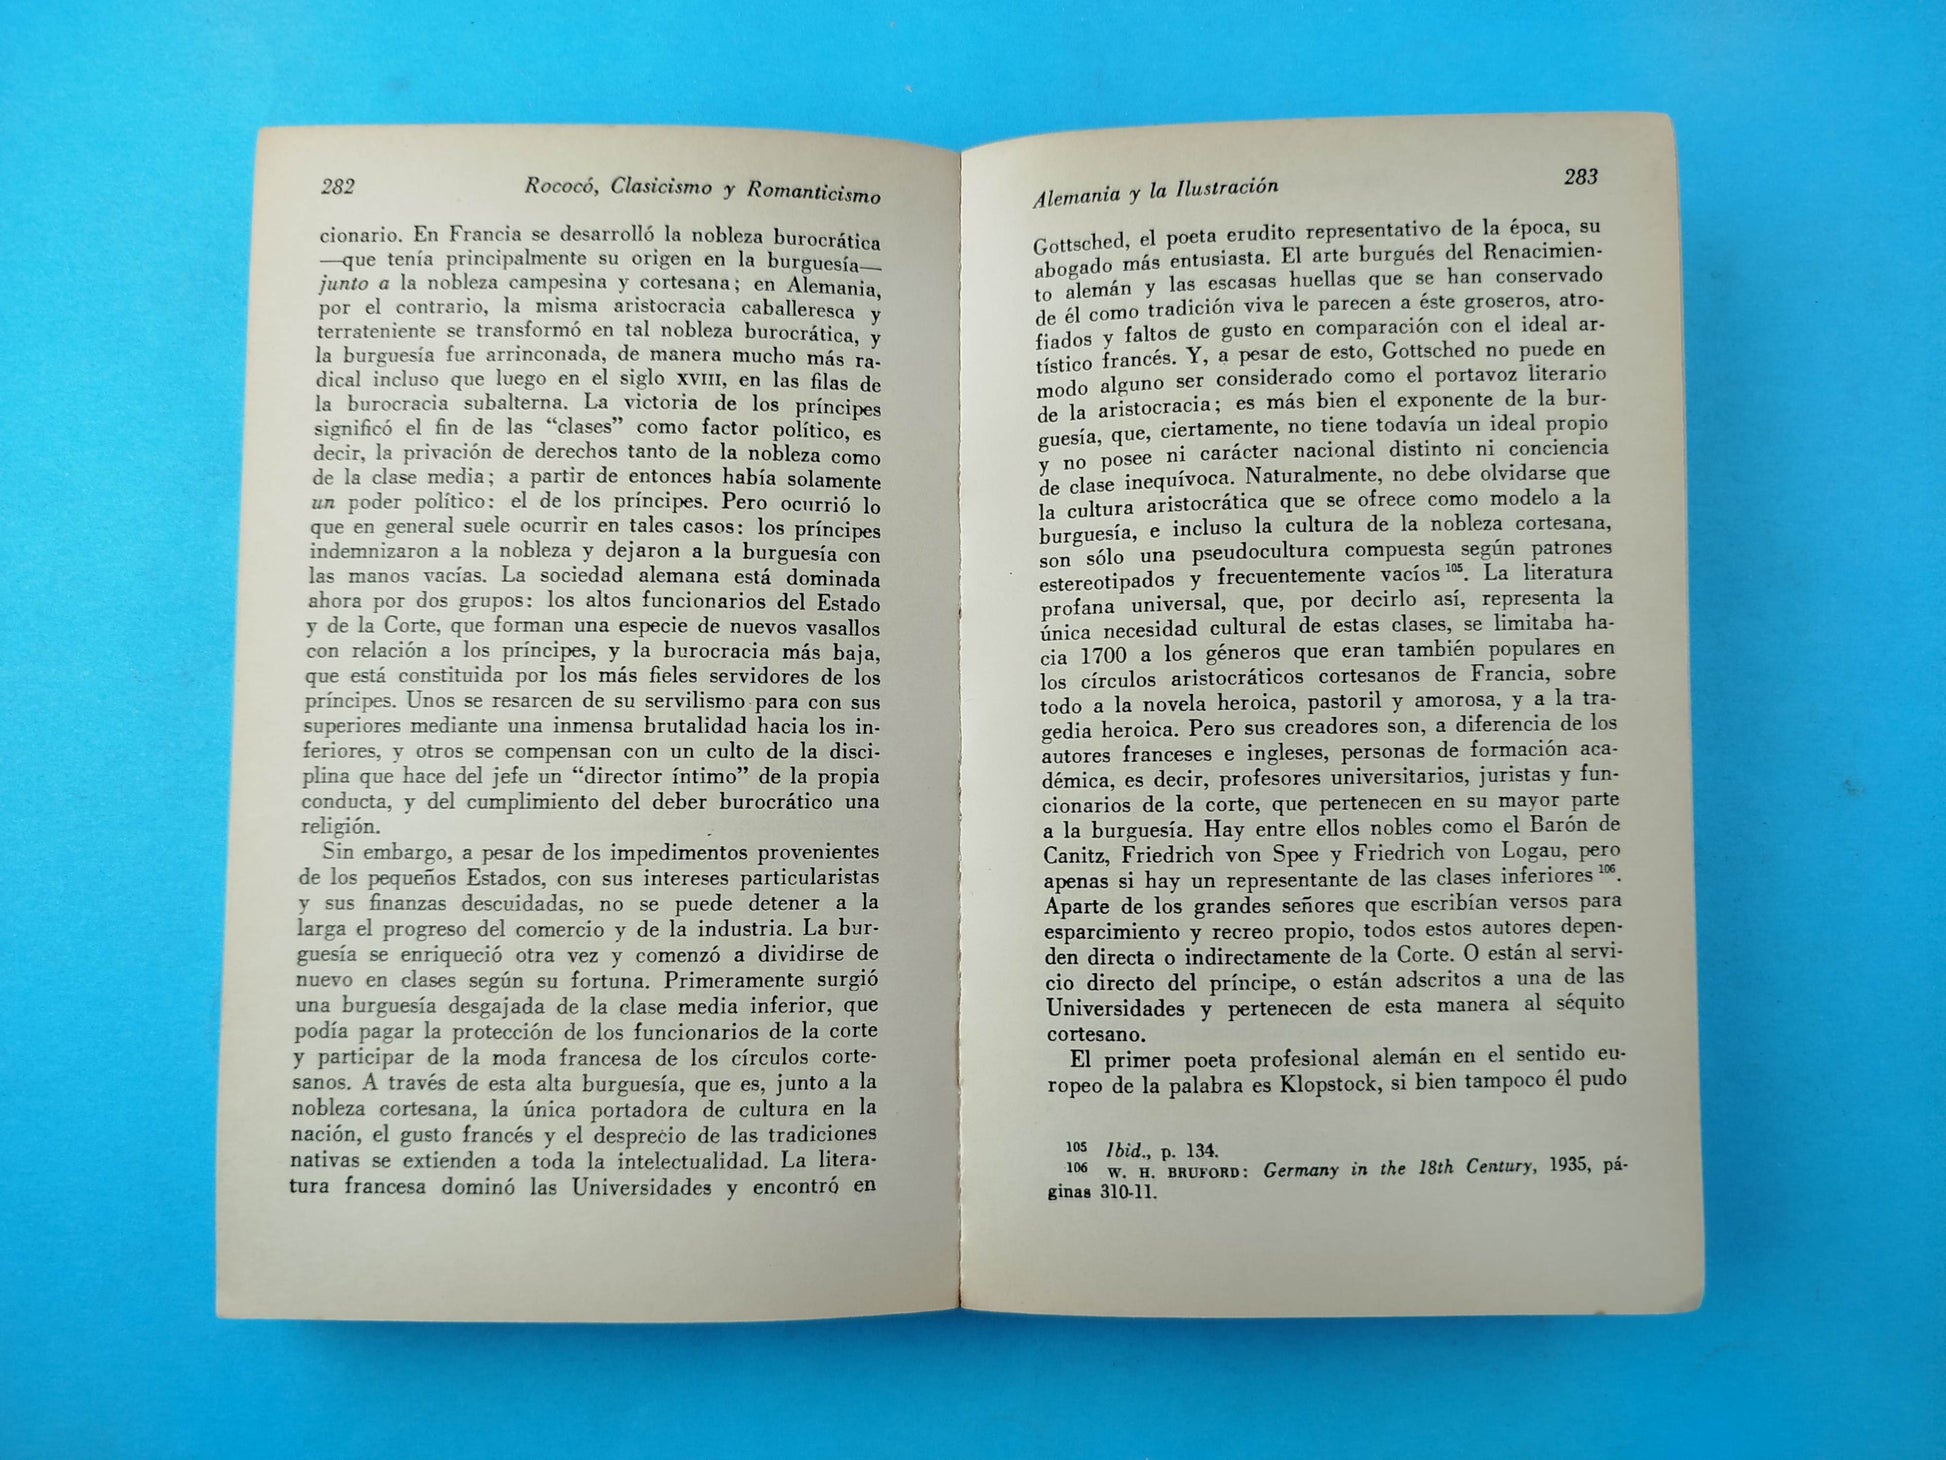 282
Rococó, Clasicismo y Romanticismo
cionario. En Francia se desarrolló la nobleza burocrática
—que tenía principalmente su origen en la burguesía—
junto a la nobleza campesina y cortesana; en Alemania,
por el contrario, la misma aristocracia caballeresca y
terrateniente se transformó en tal nobleza burocrática, y
la burguesía fue arrinconada, de manera mucho más ra-
dical incluso que luego en el siglo XVIII, en las filas de
la burocracia subalterna. La victoria de los príncipes
significó el fin de las “clases” como factor político, es
decir, la privación de derechos tanto de la nobleza como
de la clase media; a partir de entonces había solamente
un poder político: el de los príncipes. Pero ocurrió lo
que en general suele ocurrir en tales casos: los príncipes
indemnizaron a la nobleza y dejaron a la burguesía con
las manos vacías. La sociedad alemana está dominada
ahora por dos grupos: los altos funcionarios del Estado
y de la Corte, que forman una especie de nuevos vasallos
con relación a los príncipes, y la burocracia más baja,
que está constituida por los más fieles servidores de los
príncipes. Unos se resarcen de su servilismo para con sus
superiores mediante una inmensa brutalidad hacia los in-
feriores, y otros se compensan con un culto de la disci-
plina que hace del jefe un “director íntimo” de la propia
conducta, y del cumplimiento del deber burocrático una
religión.
Sin embargo, a pesar de los impedimentos provenientes
de los pequeños Estados, con sus intereses particularistas
y sus finanzas descuidadas, no se puede detener a la
larga el progreso del comercio y de la industria. La bur-
guesía se enriqueció otra vez y comenzó a dividirse de
nuevo en clases según su fortuna. Primeramente surgió
una burguesía desgajada de la clase media inferior, que
podía pagar la protección de los funcionarios de la corte
y participar de la moda francesa de los círculos corte-
sanos. A través de esta alta burguesía, que es, junto a la
nobleza cortesana, la única portadora de cultura en la
nación, el gusto francés y el desprecio de las tradiciones
nativas se extienden a toda la intelectualidad. La litera-
tura francesa dominó las Universidades y encontró en
Alemania y la Ilustración
283
Gottsched, el poeta erudito representativo de la época, su
abogado más entusiasta. El arte burgués del Renacimien-
to alemán y las escasas huellas que se han conservado
de él como tradición viva le parecen a éste groseros, atro-
fiados y faltos de gusto en comparación con el ideal ar-
tístico francés. Y, a pesar de esto, Gottsched no puede en
modo alguno ser considerado como el portavoz literario
de la aristocracia; es más bien el exponente de la bur-
guesía, que, ciertamente, no tiene todavía un ideal propio
y no posee ni carácter nacional distinto ni conciencia
de clase inequívoca. Naturalmente, no debe olvidarse que
la cultura aristocrática que se ofrece como modelo a la
burguesía, e incluso la cultura de la nobleza cortesana,
son sólo una pseudocultura compuesta según patrones
estereotipados y frecuentemente vacíos 105. La literatura
profana universal, que, por decirlo así, representa la
única necesidad cultural de estas clases, se limitaba ha-
cia 1700 a los géneros que eran también populares en
los círculos aristocráticos cortesanos de Francia, sobre
todo a la novela heroica, pastoril y amorosa, y a la tra-
gedia heroica. Pero sus creadores son, a diferencia de los
autores franceses e ingleses, personas de formación aca-
démica, es decir, profesores universitarios, juristas y fun-
cionarios de la corte, que pertenecen en su mayor parte
a la burguesía. Hay entre ellos nobles como el Barón de
Canitz, Friedrich von Spee y Friedrich von Logau, pero
apenas si hay un representante de las clases inferiores 106.
Aparte de los grandes señores que escribían versos para
esparcimiento y recreo propio, todos estos autores depen-
den directa o indirectamente de la Corte. O están al servi-
cio directo del príncipe, o están adscritos a una de las
Universidades y pertenecen de esta manera al séquito
cortesano.
El primer poeta profesional alemán en el sentido eu-
ropeo de la palabra es Klopstock, si bien tampoco él pudo
105 Ibid., p. 134.
106 W. H. BRUFORD: Germany in the 18th Century, 1935, pá-
ginas 310-11.